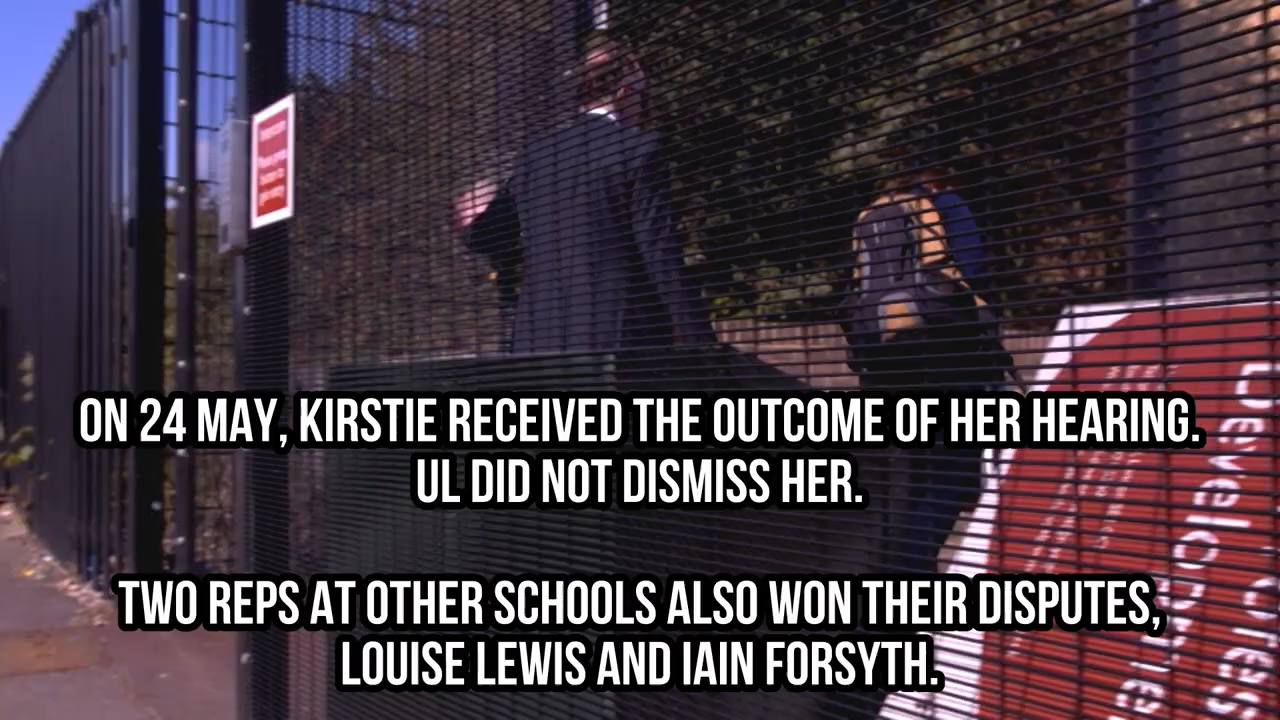 ON 24 MAY, KIRSTIE RECEIVED THE OUTCOME OF HER HEARING.
UL DID NOT DISMISS HER.
TWO REPS AT OTHER SCHOOLS ALSO WON THEIR DISPUTES,
LOUISE LEWIS AND IAIN FORSYTH.